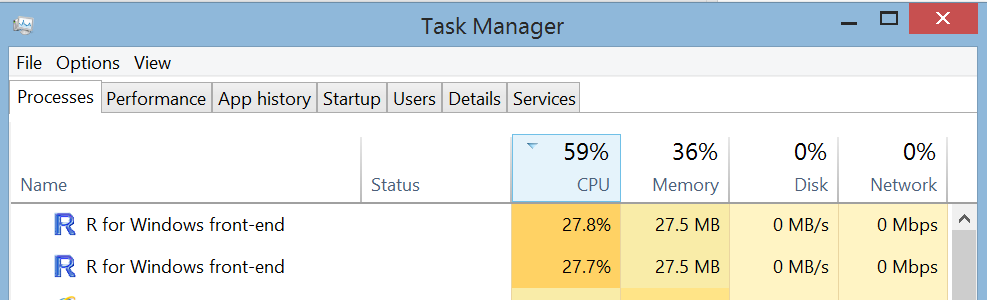 Task Manager
File Options View
Processes Performance App history Startup Users Details Services
59% 36% 0% 0%
Name Status CPU Memory Disk Network
R for Windows front-end 27.8% 27.5 MB 0 MB/s 0 Mbps
R for Windows front-end 27.7% 27.5 MB 0 MB/s 0 Mbps